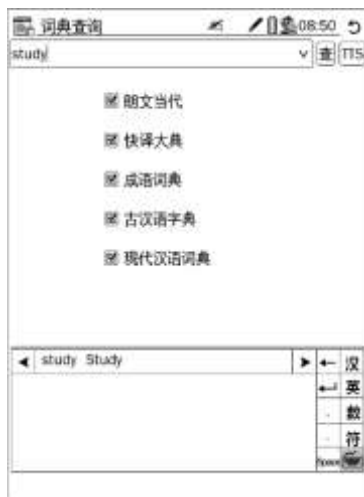 词典查询 08:50
study 查 TTS
朗文当代
快译大典
成语词典
古汉语字典
现代汉语词典
study Study 汉
英
数
符
Space